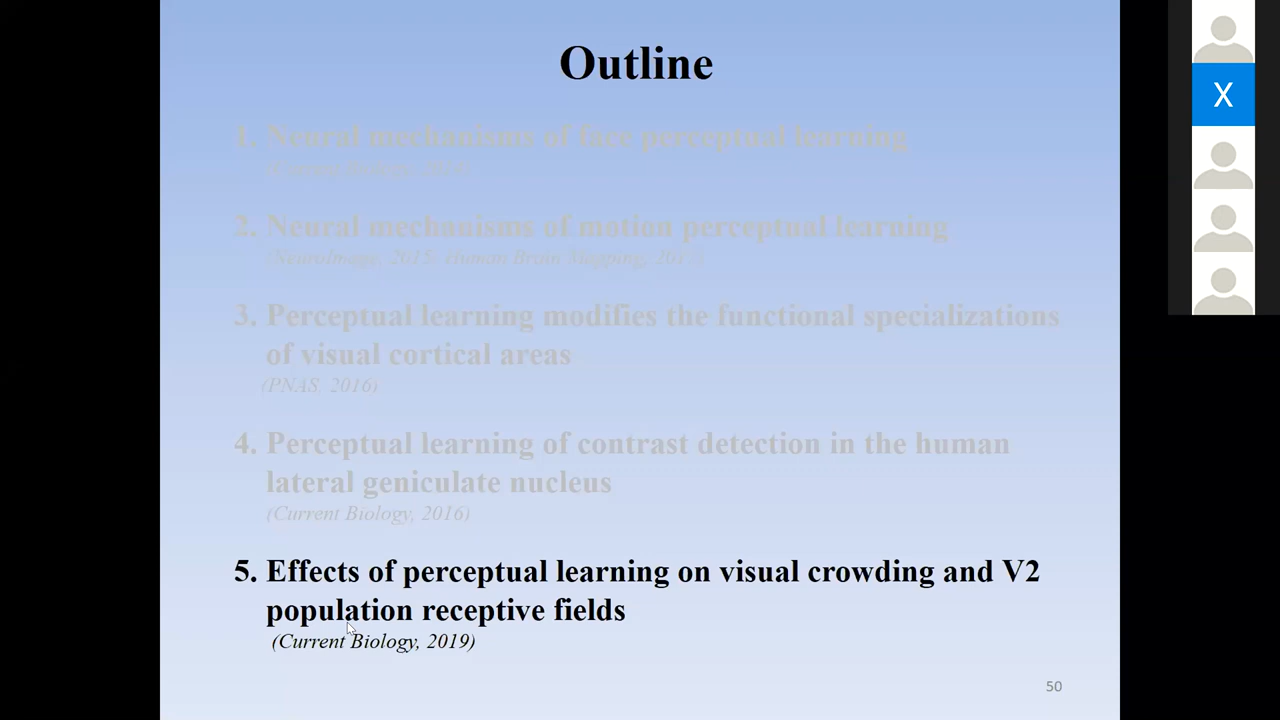 Outline
1. Neural mechanisms of face perceptual learning
(Current Biology, 2014)
2. Neural mechanisms of motion perceptual learning
(NeuroImage, 2015; Human Brain Mapping, 2017)
3. Perceptual learning modifies the functional specializations
of visual cortical areas
(PNAS, 2016)
4. Perceptual learning of contrast detection in the human
lateral geniculate nucleus
(Current Biology, 2016)
5. Effects of perceptual learning on visual crowding and V2
population receptive fields
(Current Biology, 2019)
50
X